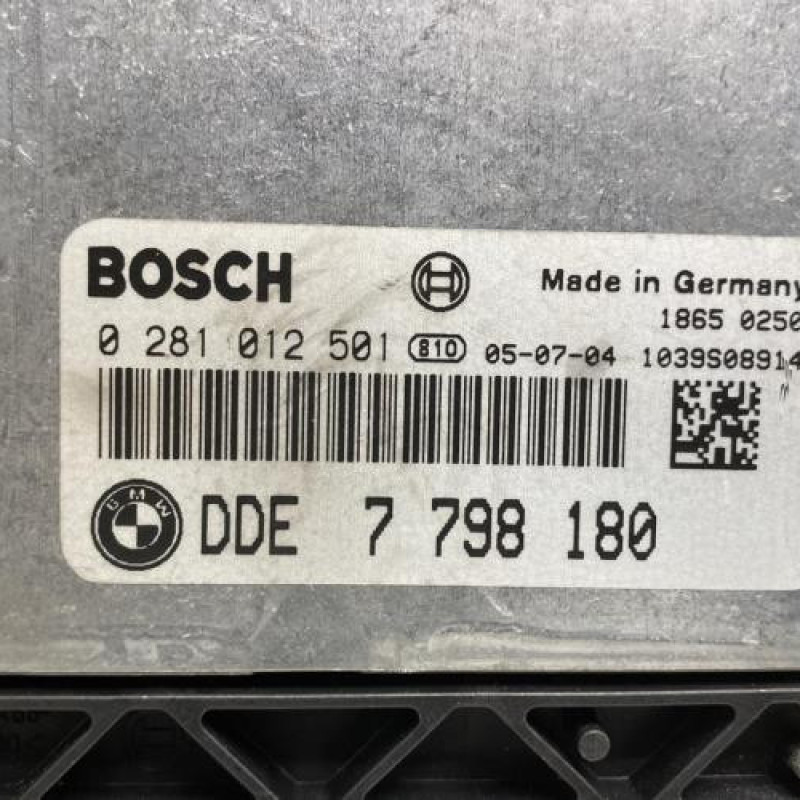 BOSCH Made in Germany
1865 0250
0 281 012 501 810 05-07-04 1039S08914
BMW DDE 7 798 180